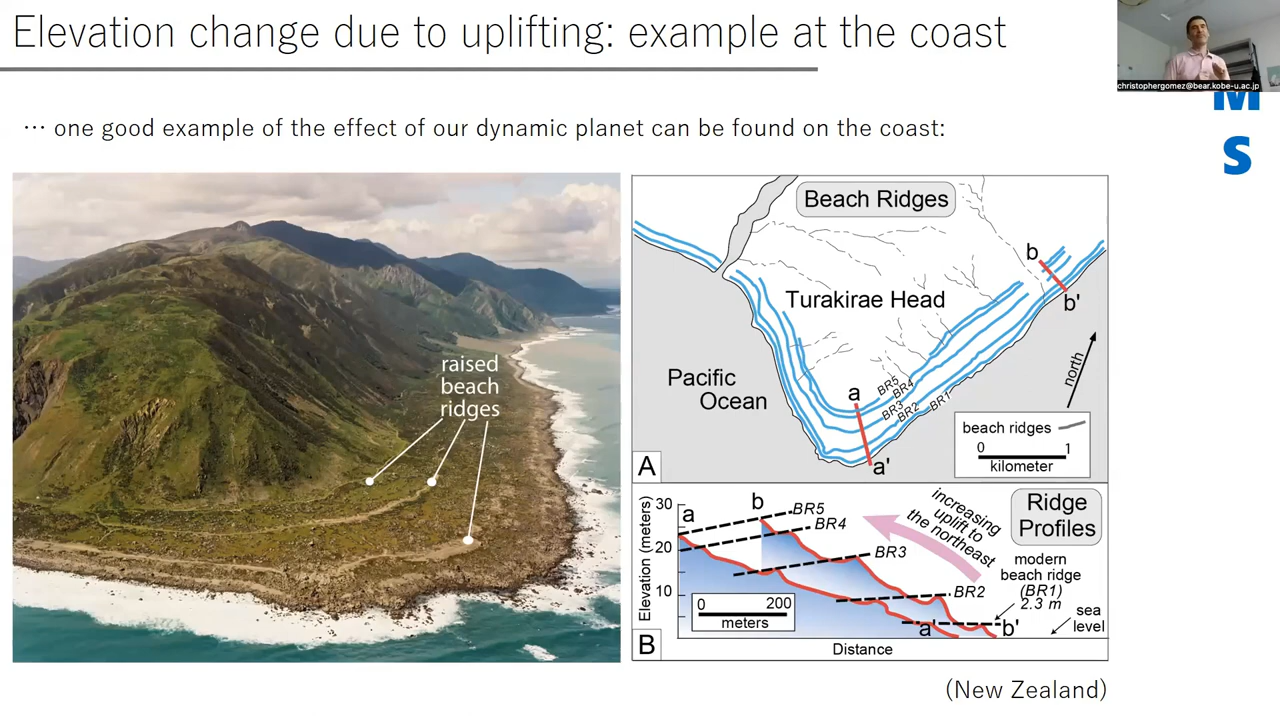 Elevation change due to uplifting: example at the coast
christophergomez@bear.kobe-u.ac.jp
M
S
… one good example of the effect of our dynamic planet can be found on the coast:
raised
beach
ridges
Beach Ridges
b
b'
Turakirae Head
Pacific
Ocean
north
a
BR5
BR4
BR3
BR2
BR1
a'
beach ridges
0 1
kilometer
A
Elevation (meters)
30
20
10
a
b
BR5
BR4
BR3
BR2
increasing
uplift to
the northeast
Ridge
Profiles
modern
beach ridge
(BR1)
2.3 m
sea
level
0 200
meters
a'
b'
B
Distance
(New Zealand)